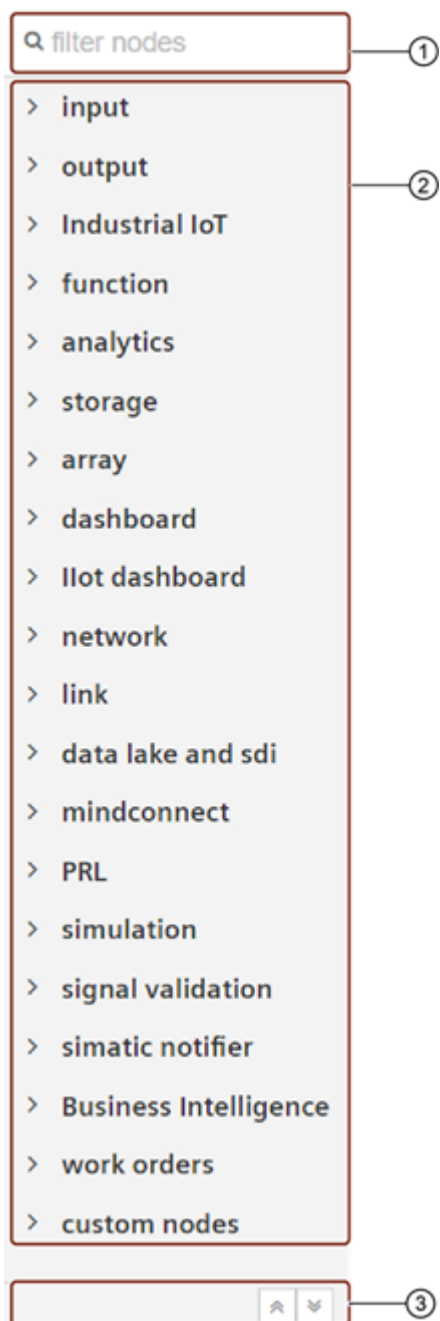 filter nodes
①
input
②
output
Industrial IoT
function
analytics
storage
array
dashboard
IIot dashboard
network
link
data lake and sdi
mindconnect
PRL
simulation
signal validation
simatic notifier
Business Intelligence
work orders
custom nodes
③